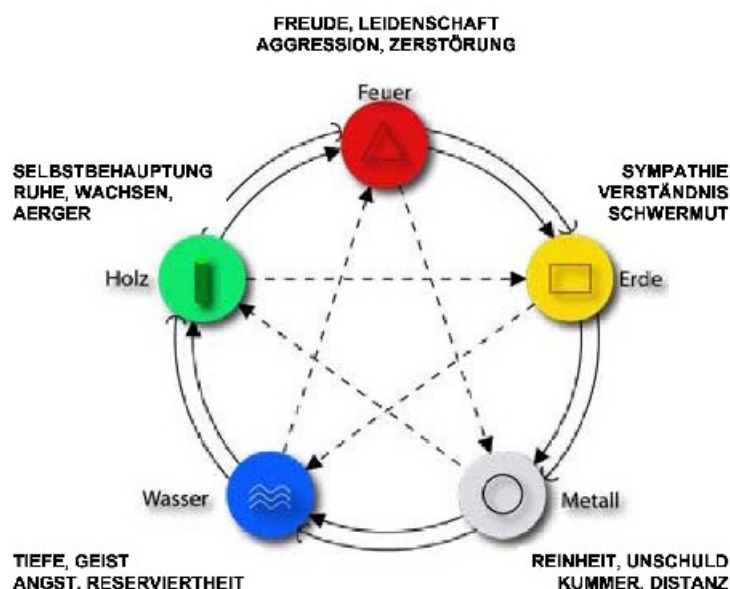 FREUDE, LEIDENSCHAFT
AGGRESSION, ZERSTÖRUNG
Feuer
SELBSTBEHAUPTUNG
RUHE, WACHSEN,
AERGER
SYMPATHIE
VERSTÄNDNIS
SCHWERMUT
Holz
Erde
Wasser
Metall
TIEFE, GEIST
ANGST, RESERVIERTHEIT
REINHEIT, UNSCHULD
KUMMER, DISTANZ